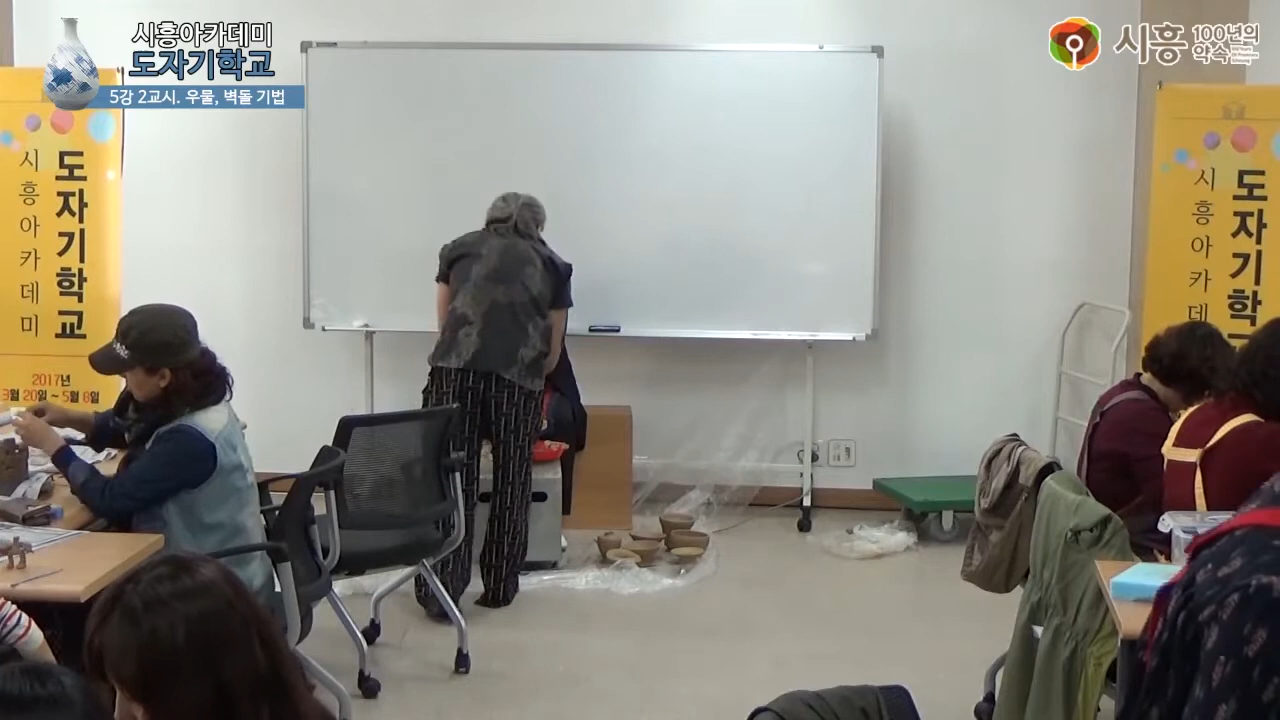 시흥아카데미
도자기학교
5강 2교시. 우물, 벽돌 기법
시흥 100년의
약속
도자기학교
시흥아카데미
2017년
3월 20일 ~ 5월 8일
도자기학
시흥아카데